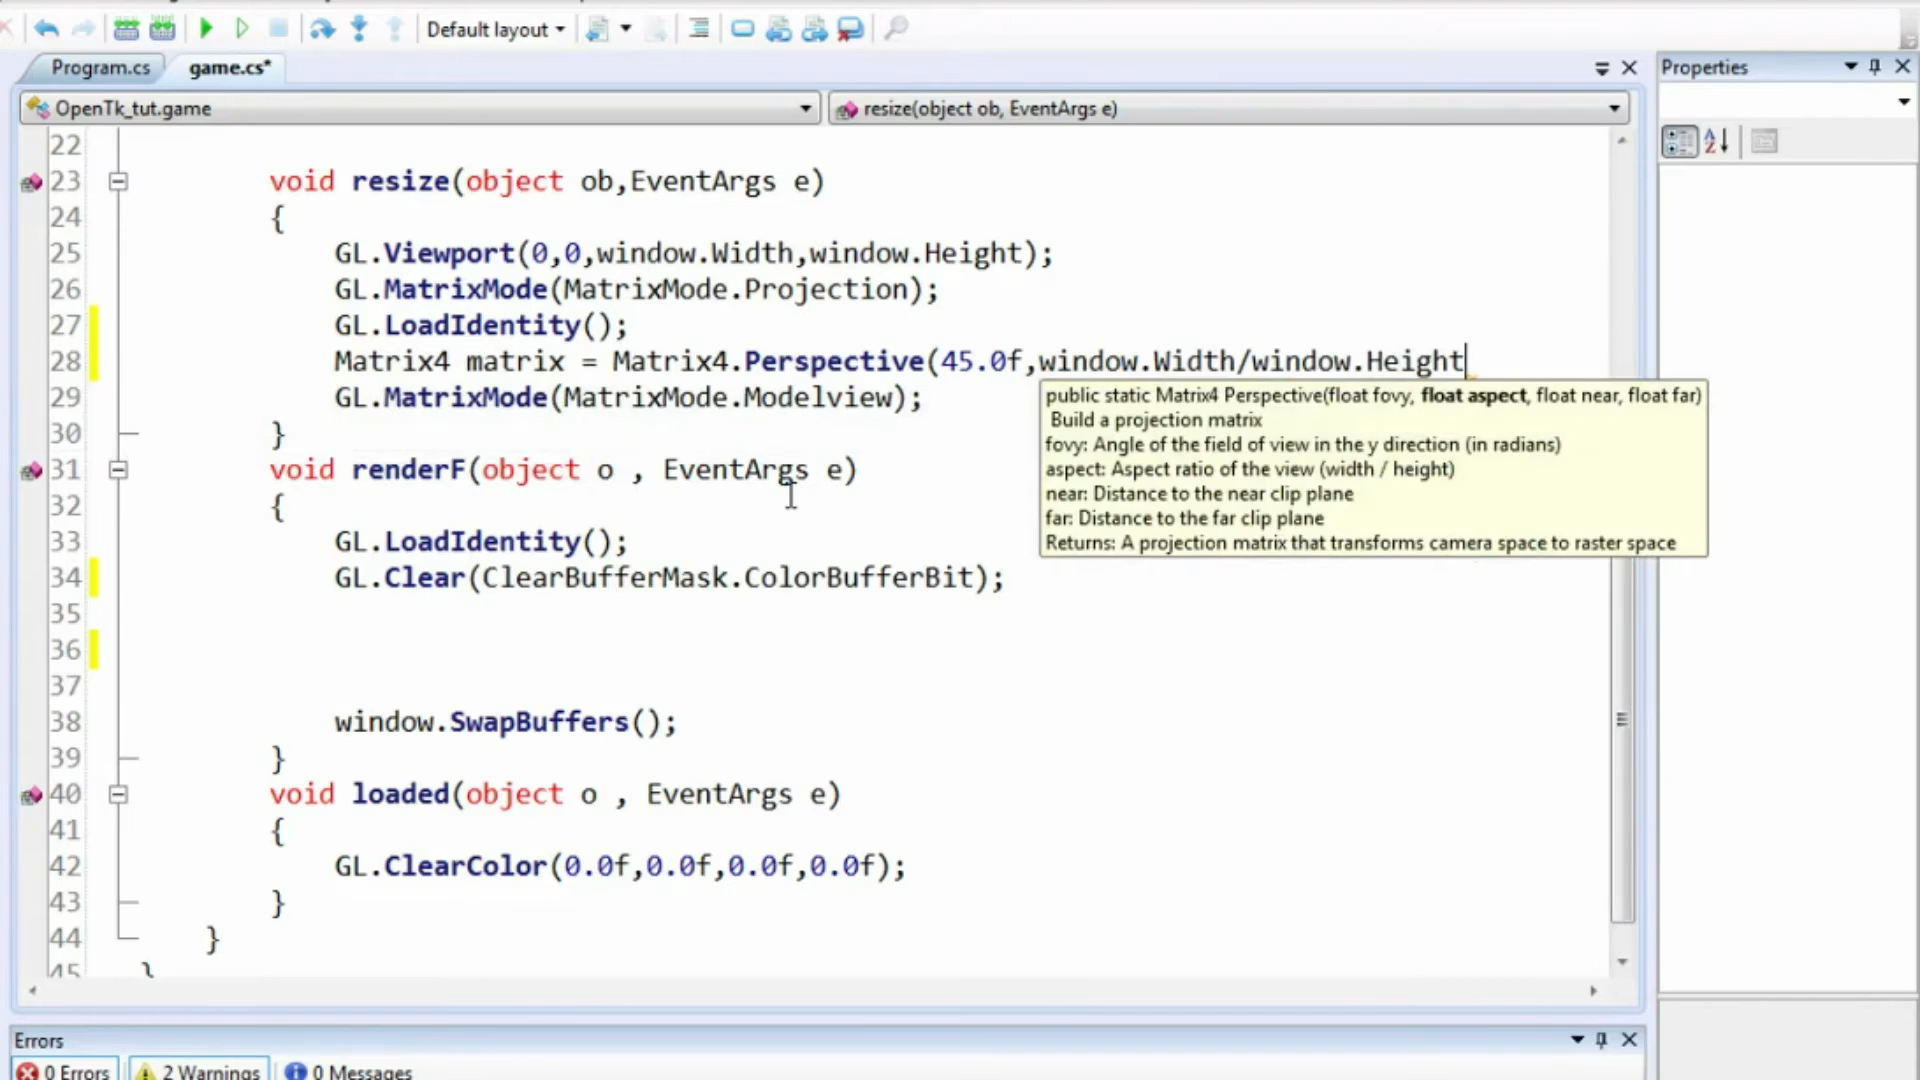 Default layout
Program.cs
game.cs*
Properties
OpenTk_tut.game
resize(object ob, EventArgs e)
22
23 void resize(object ob,EventArgs e)
24 {
25 GL.Viewport(0,0,window.Width,window.Height);
26 GL.MatrixMode(MatrixMode.Projection);
27 GL.LoadIdentity();
28 Matrix4 matrix = Matrix4.Perspective(45.0f,window.Width/window.Height
29 GL.MatrixMode(MatrixMode.Modelview);
public static Matrix4 Perspective(float fovy, float aspect, float near, float far)
Build a projection matrix
fovy: Angle of the field of view in the y direction (in radians)
aspect: Aspect ratio of the view (width / height)
near: Distance to the near clip plane
far: Distance to the far clip plane
Returns: A projection matrix that transforms camera space to raster space
30 }
31 void renderF(object o , EventArgs e)
32 {
33 GL.LoadIdentity();
34 GL.Clear(ClearBufferMask.ColorBufferBit);
35
36
37
38 window.SwapBuffers();
39 }
40 void loaded(object o , EventArgs e)
41 {
42 GL.ClearColor(0.0f,0.0f,0.0f,0.0f);
43 }
44 }
45 }
Errors
0 Errors
2 Warnings
0 Messages